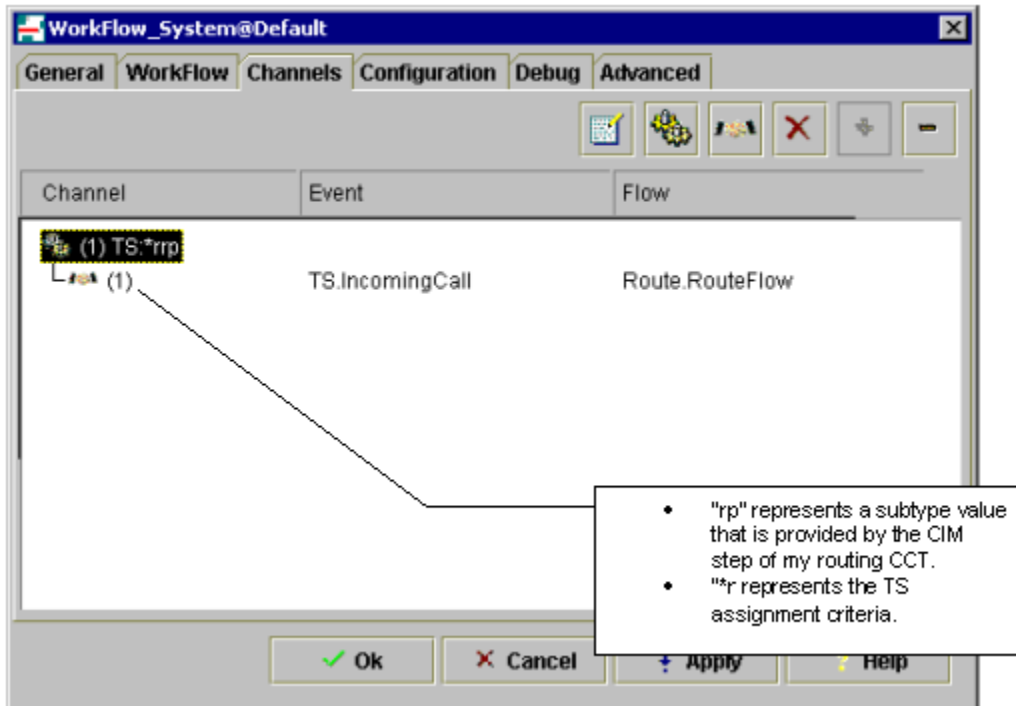 WorkFlow_System@Default
General WorkFlow Channels Configuration Debug Advanced
Channel Event Flow
(1) TS:*rrp
(1) TS.IncomingCall Route.RouteFlow
• "rp" represents a subtype value
that is provided by the CIM
step of my routing CCT.
• "*r represents the TS
assignment criteria.
Ok Cancel Apply Help